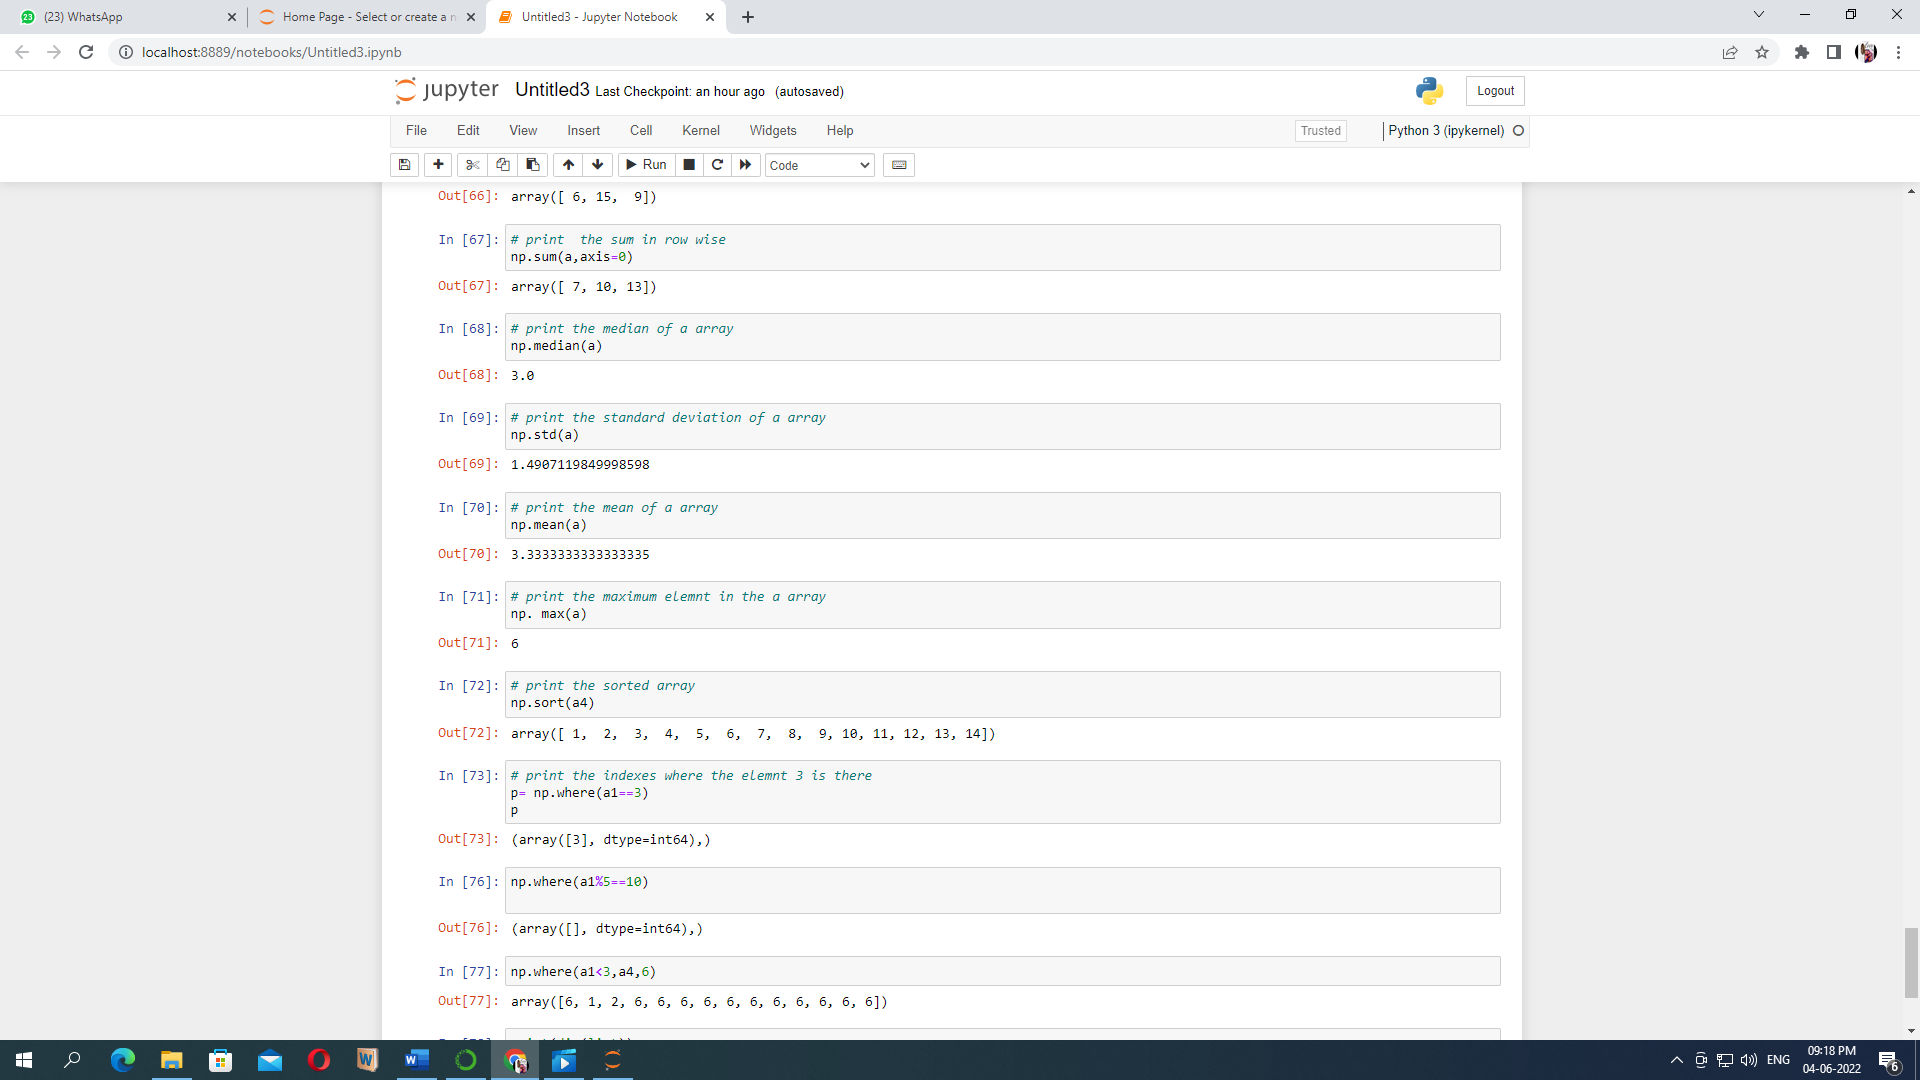 (23) WhatsApp
Home Page - Select or create a n
Untitled3 - Jupyter Notebook
localhost:8889/notebooks/Untitled3.ipynb
jupyter Untitled3 Last Checkpoint: an hour ago (autosaved)
Logout
File Edit View Insert Cell Kernel Widgets Help
Trusted
Python 3 (ipykernel)
Run
Code
Out[66]: array([ 6, 15,  9])
In [67]: # print  the sum in row wise
np.sum(a,axis=0)
Out[67]: array([ 7, 10, 13])
In [68]: # print the median of a array
np.median(a)
Out[68]: 3.0
In [69]: # print the standard deviation of a array
np.std(a)
Out[69]: 1.4907119849998598
In [70]: # print the mean of a array
np.mean(a)
Out[70]: 3.3333333333333335
In [71]: # print the maximum elemnt in the a array
np. max(a)
Out[71]: 6
In [72]: # print the sorted array
np.sort(a4)
Out[72]: array([ 1,  2,  3,  4,  5,  6,  7,  8,  9, 10, 11, 12, 13, 14])
In [73]: # print the indexes where the elemnt 3 is there
p= np.where(a1==3)
p
Out[73]: (array([3], dtype=int64),)
In [76]: np.where(a1%5==10)
Out[76]: (array([], dtype=int64),)
In [77]: np.where(a1<3,a4,6)
Out[77]: array([6, 1, 2, 6, 6, 6, 6, 6, 6, 6, 6, 6, 6, 6])
ENG
09:18 PM
04-06-2022
6